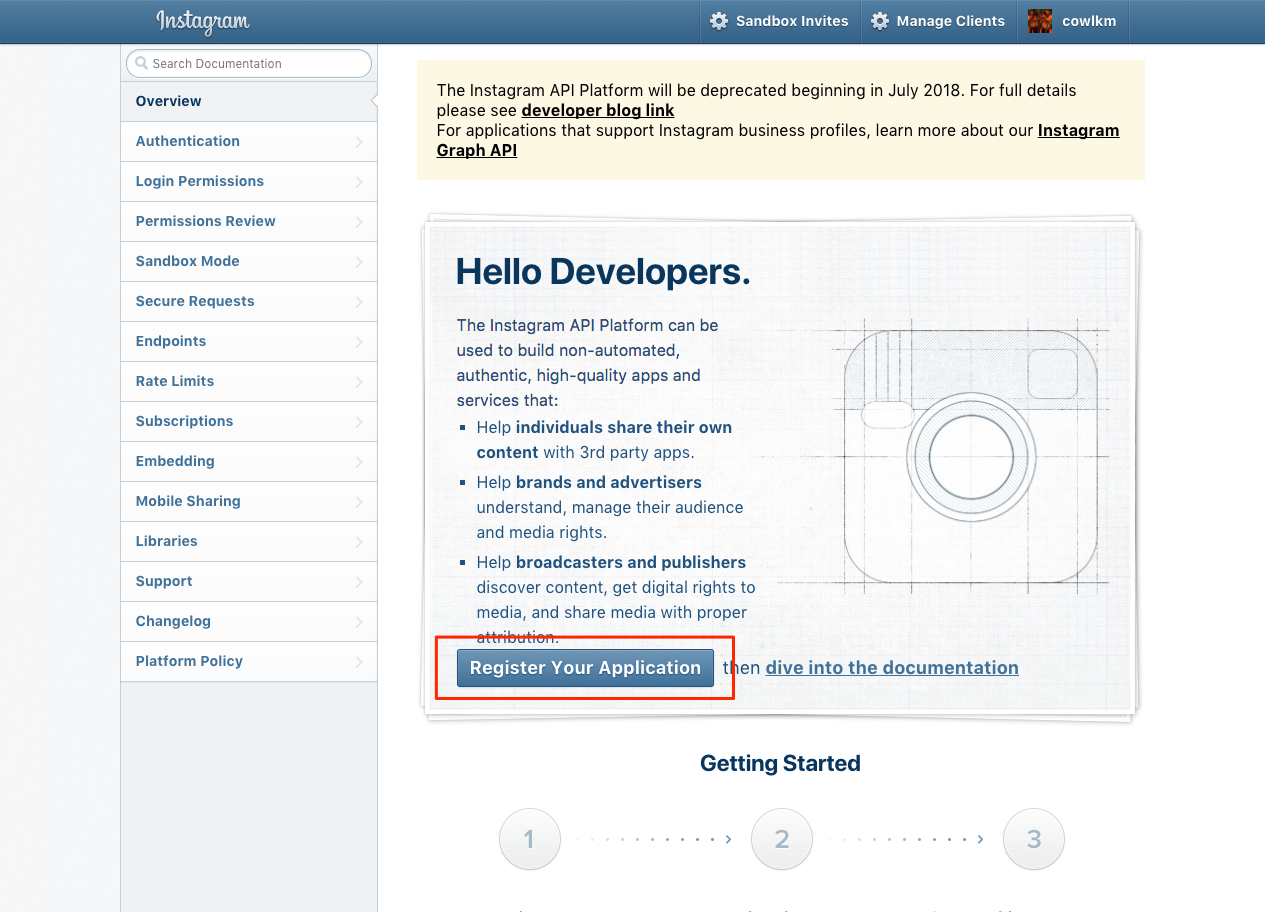 Instagram
Sandbox Invites
Manage Clients
cowlkm
Search Documentation
Overview
Authentication
Login Permissions
Permissions Review
Sandbox Mode
Secure Requests
Endpoints
Rate Limits
Subscriptions
Embedding
Mobile Sharing
Libraries
Support
Changelog
Platform Policy
The Instagram API Platform will be deprecated beginning in July 2018. For full details
please see developer blog link
For applications that support Instagram business profiles, learn more about our Instagram
Graph API
Hello Developers.
The Instagram API Platform can be
used to build non-automated,
authentic, high-quality apps and
services that:
Help individuals share their own
content with 3rd party apps.
Help brands and advertisers
understand, manage their audience
and media rights.
Help broadcasters and publishers
discover content, get digital rights to
media, and share media with proper
attribution.
Register Your Application then dive into the documentation
Getting Started
1
2
3